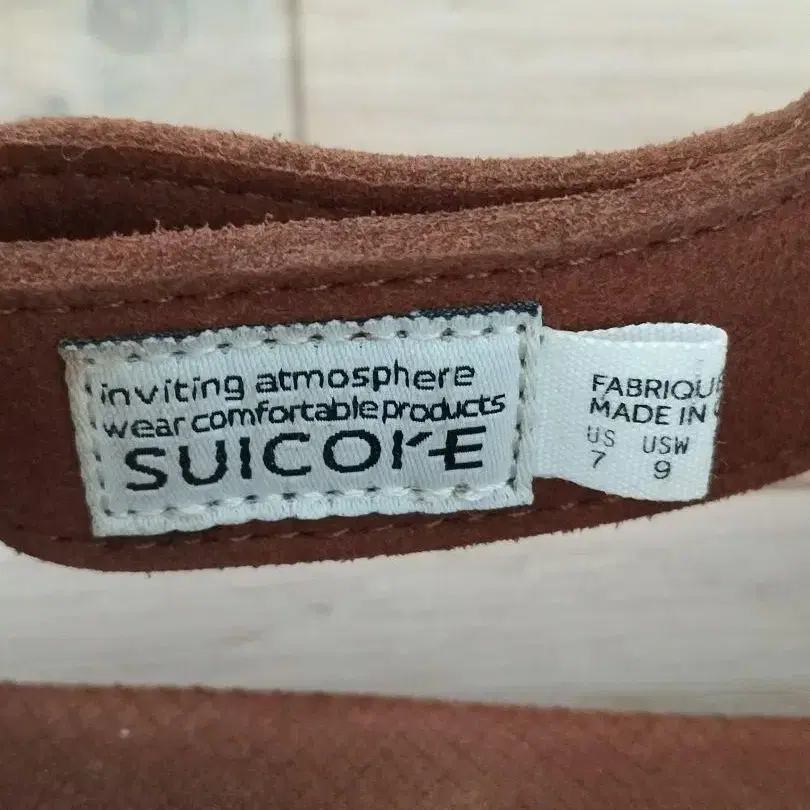 inviting atmosphere
wear comfortable products
SUICOKE
FABRIQUE
MADE IN
US USW
7 9